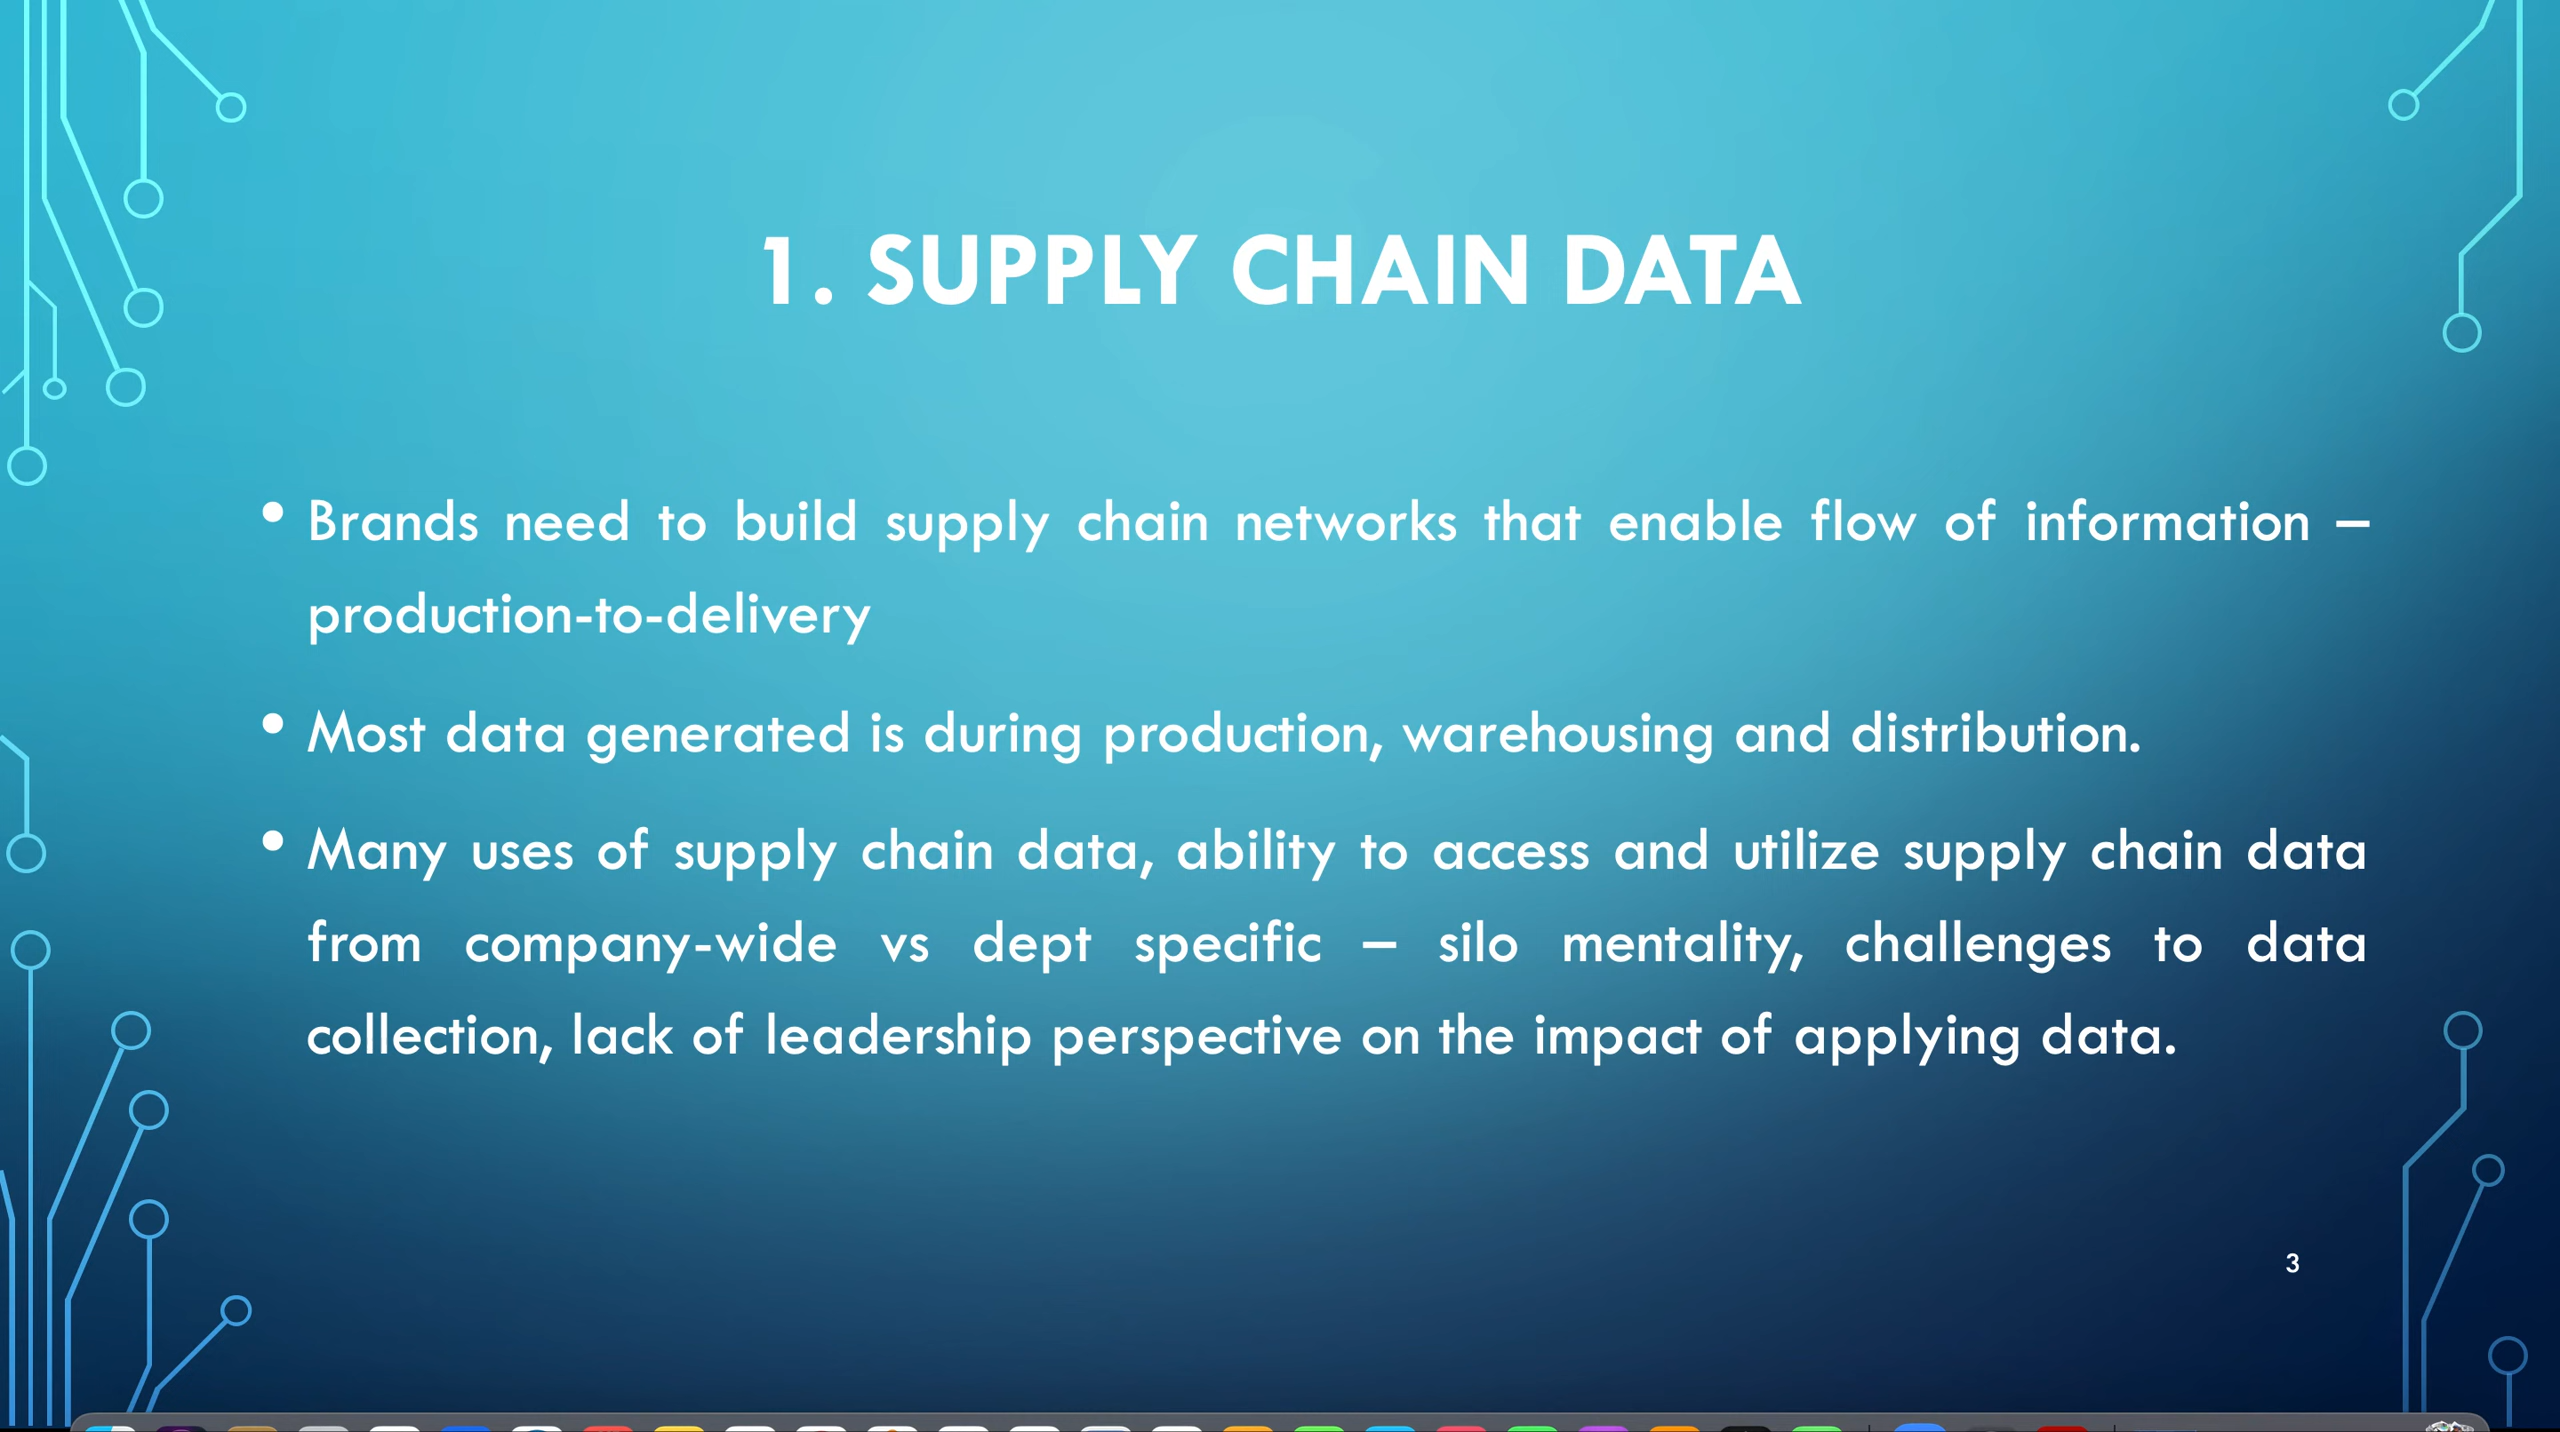 1. SUPPLY CHAIN DATA
• Brands need to build supply chain networks that enable flow of information –
production-to-delivery
• Most data generated is during production, warehousing and distribution.
• Many uses of supply chain data, ability to access and utilize supply chain data
from company-wide vs dept specific – silo mentality, challenges to data
collection, lack of leadership perspective on the impact of applying data.
3